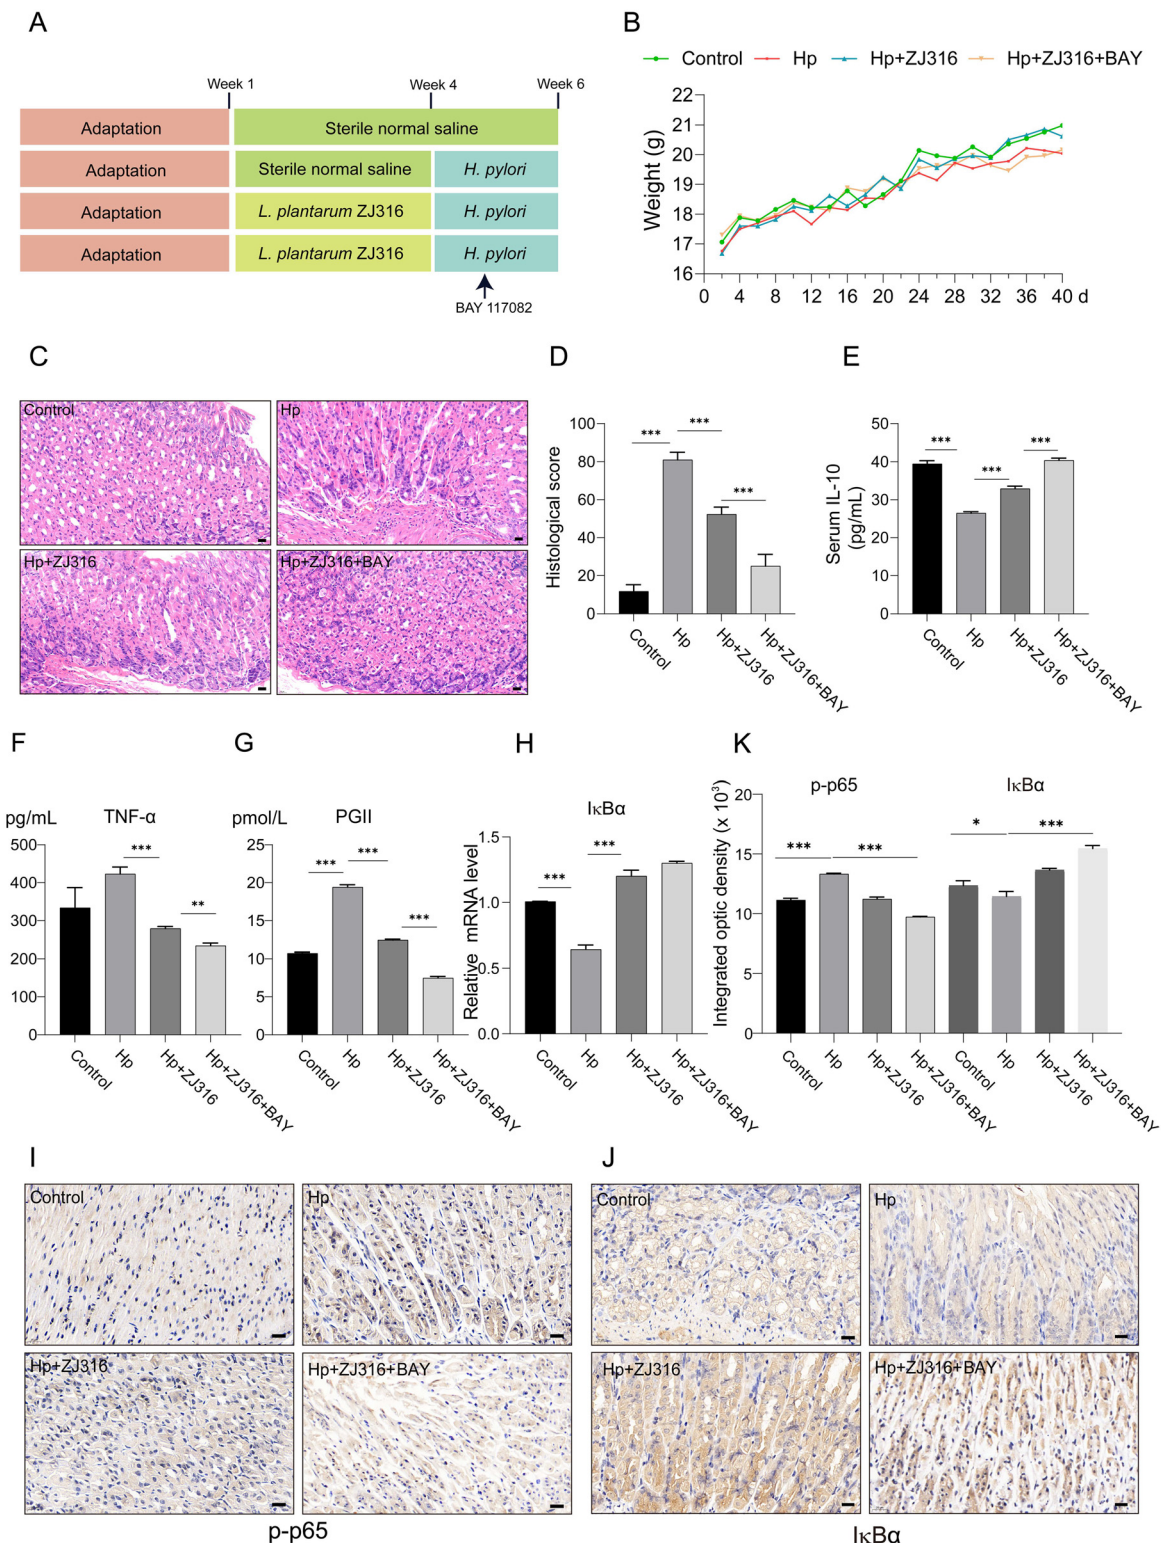 A
Week 1
Week 4
Week 6
Adaptation
Sterile normal saline
Adaptation
Sterile normal saline
H. pylori
Adaptation
L. plantarum ZJ316
H. pylori
Adaptation
L. plantarum ZJ316
H. pylori
BAY 117082
B
Control
Hp
Hp+ZJ316
Hp+ZJ316+BAY
Weight (g)
22
21
20
19
18
17
16
0 4 8 12 16 20 24 28 32 36 40 d
C
Control
Hp
Hp+ZJ316
Hp+ZJ316+BAY
D
Histological score
100
80
60
40
20
0
***
***
***
Control
Hp
Hp+ZJ316
Hp+ZJ316+BAY
E
Serum IL-10
(pg/mL)
50
40
30
20
10
0
***
***
***
Control
Hp
Hp+ZJ316
Hp+ZJ316+BAY
F
pg/mL
TNF-α
500
400
300
200
100
0
***
**
Control
Hp
Hp+ZJ316
Hp+ZJ316+BAY
G
pmol/L
PGII
25
20
15
10
5
0
***
***
***
Control
Hp
Hp+ZJ316
Hp+ZJ316+BAY
H
IκBα
Relative mRNA level
1.5
1.0
0.5
0.0
***
***
Control
Hp
Hp+ZJ316
Hp+ZJ316+BAY
K
p-p65
IκBα
Integrated optic density (x 10³)
20
15
10
5
0
***
***
*
***
Control
Hp
Hp+ZJ316
Hp+ZJ316+BAY
Control
Hp
Hp+ZJ316
Hp+ZJ316+BAY
I
Control
Hp
Hp+ZJ316
Hp+ZJ316+BAY
p-p65
J
Control
Hp
Hp+ZJ316
Hp+ZJ316+BAY
IκBα